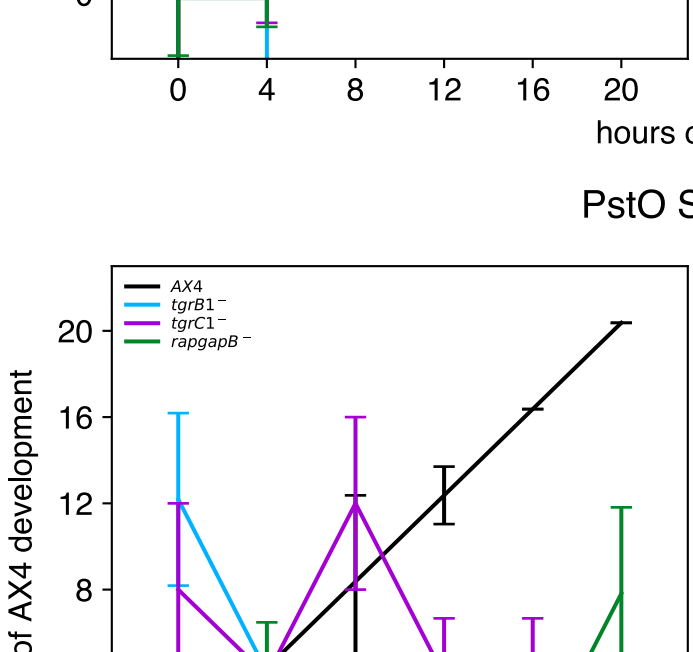 0 4 8 12 16 20
hours
PstO
AX4
tgrB1⁻
tgrC1⁻
rapgapB⁻
20
16
12
8
of AX4 development